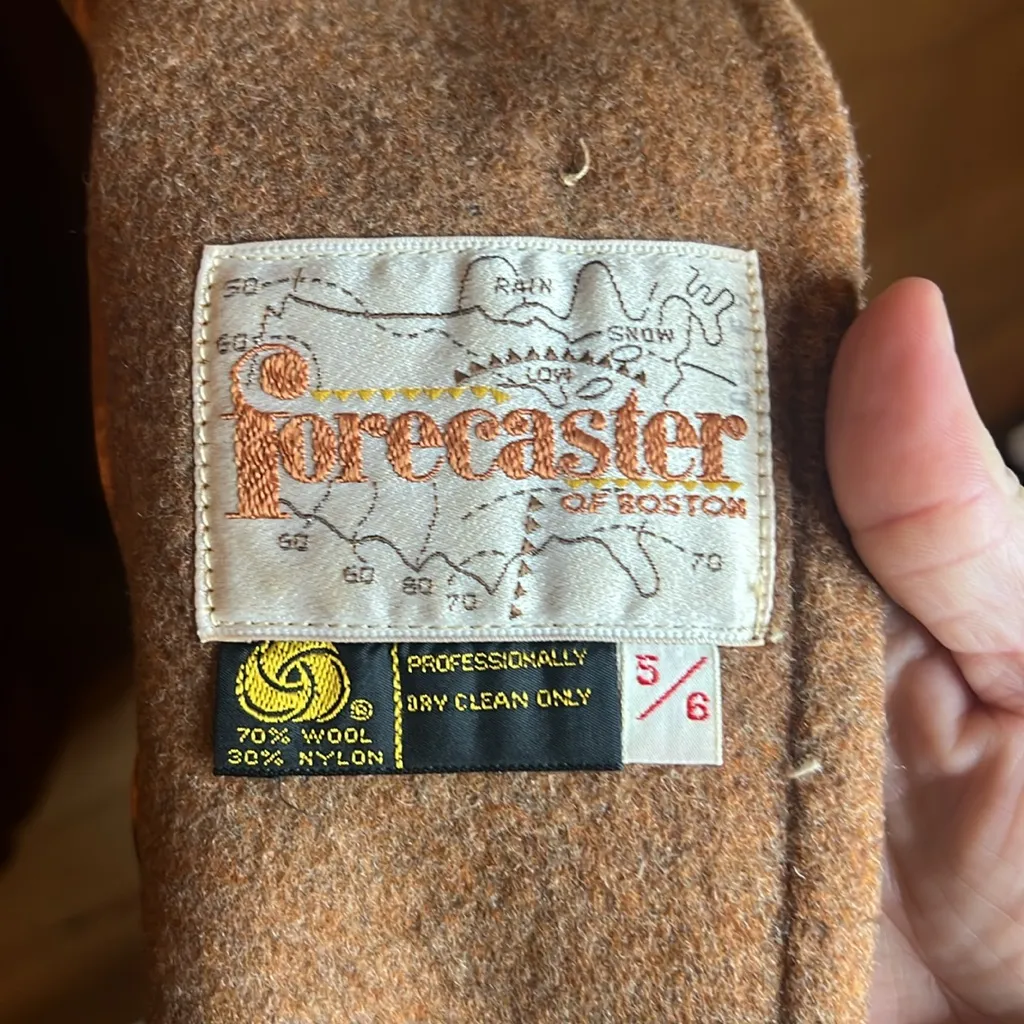 50
RAIN
60
SNOW
LOW
forecaster
OF BOSTON
60
60
80
70
70
PROFESSIONALLY
DRY CLEAN ONLY
®
70% WOOL
30% NYLON
5/6